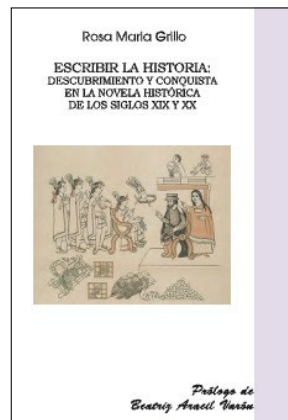 Rosa Maria Grillo
ESCRIBIR LA HISTORIA:
DESCUBRIMIENTO Y CONQUISTA
EN LA NOVELA HISTÓRICA
DE LOS SIGLOS XIX Y XX
Prólogo de
Beatriz Aracil Varón